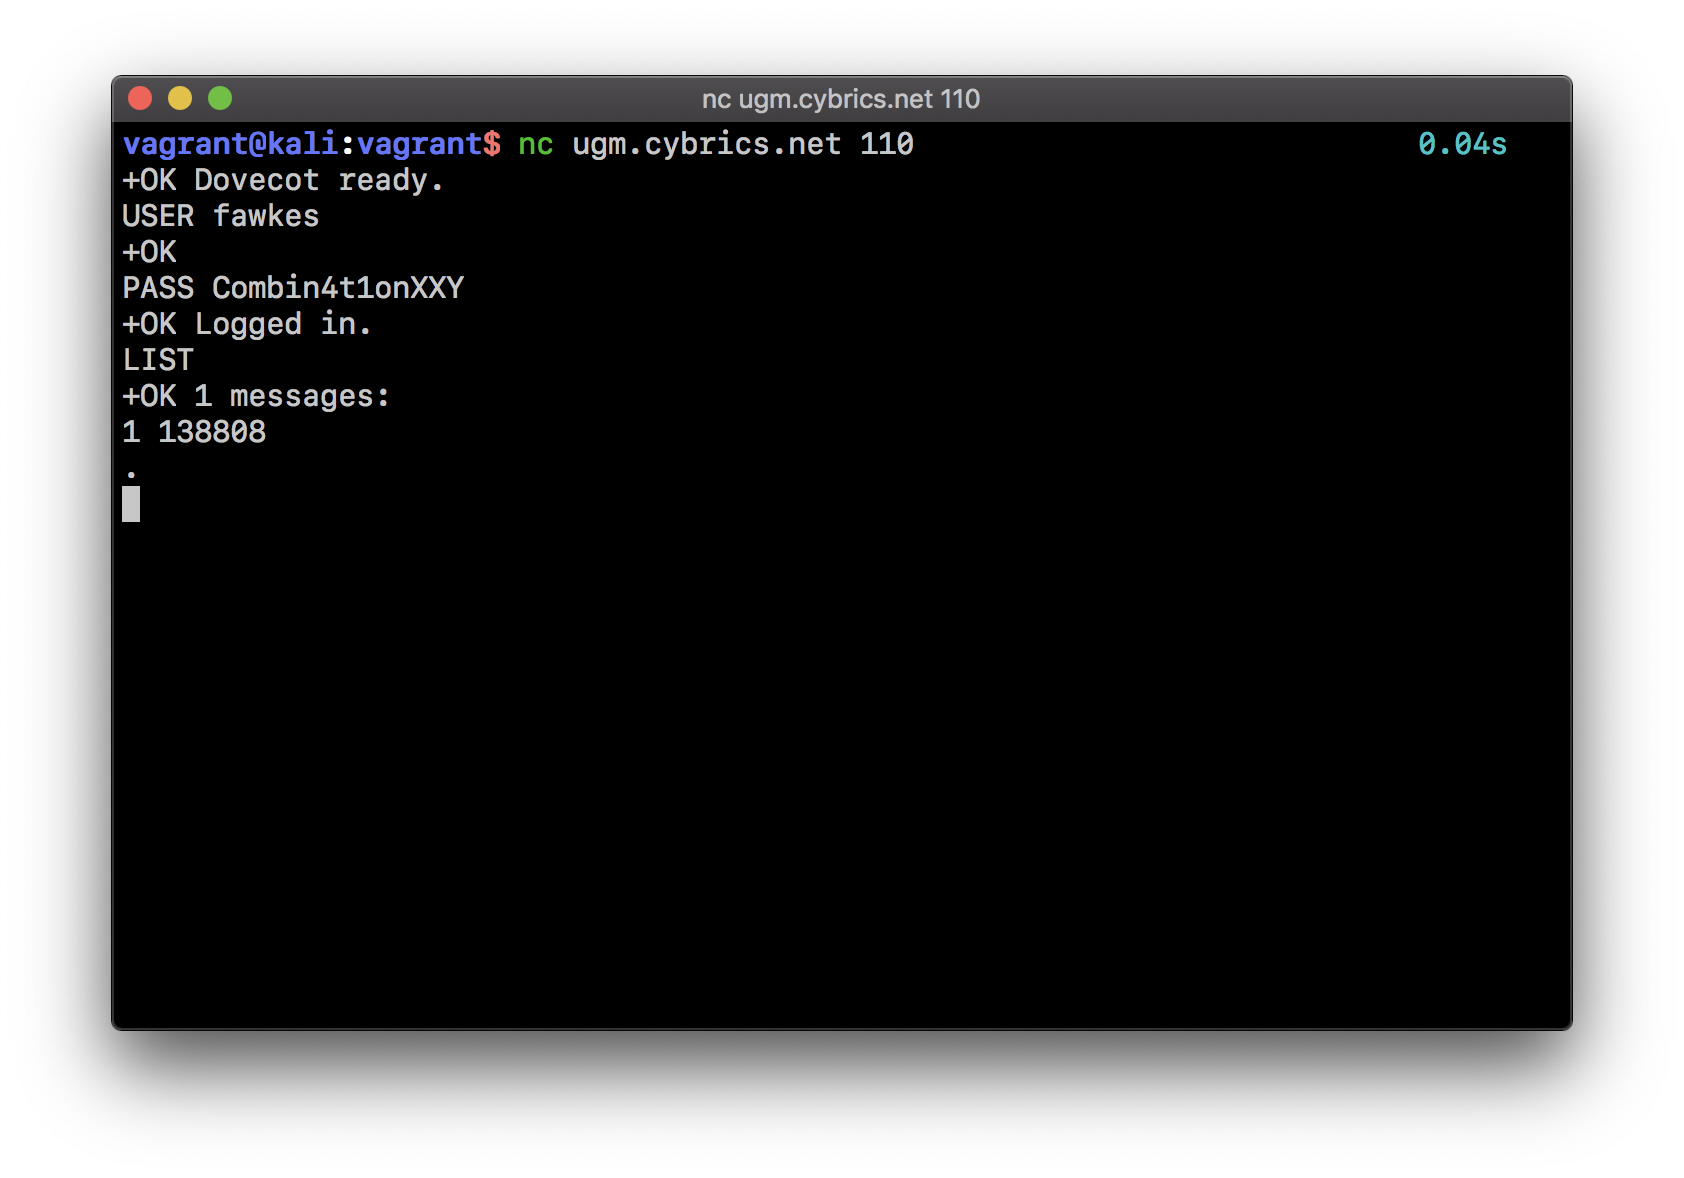 nc ugm.cybrics.net 110
vagrant@kali:vagrant$ nc ugm.cybrics.net 110 0.04s
+OK Dovecot ready.
USER fawkes
+OK
PASS Combin4t1onXXY
+OK Logged in.
LIST
+OK 1 messages:
1 138808
.